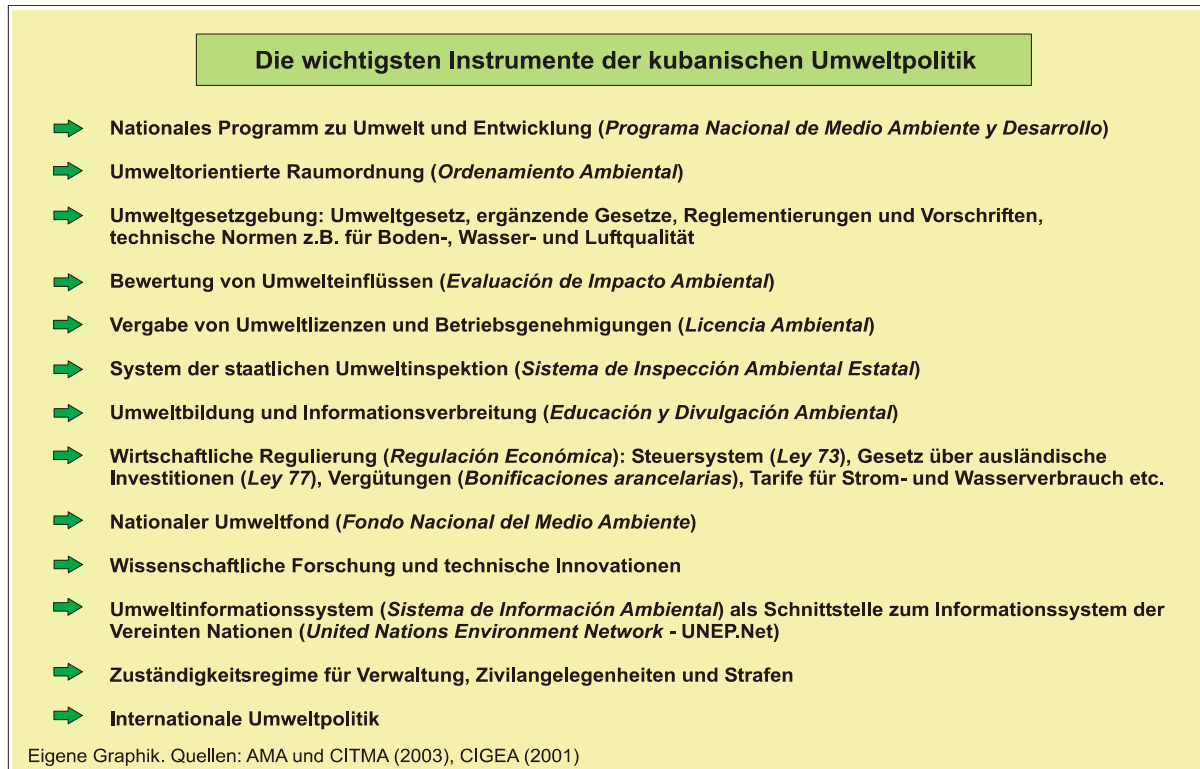 Die wichtigsten Instrumente der kubanischen Umweltpolitik
Nationales Programm zu Umwelt und Entwicklung (Programa Nacional de Medio Ambiente y Desarrollo)
Umweltorientierte Raumordnung (Ordenamiento Ambiental)
Umweltgesetzgebung: Umweltgesetz, ergänzende Gesetze, Reglementierungen und Vorschriften,
technische Normen z.B. für Boden-, Wasser- und Luftqualität
Bewertung von Umwelteinflüssen (Evaluación de Impacto Ambiental)
Vergabe von Umweltlizenzen und Betriebsgenehmigungen (Licencia Ambiental)
System der staatlichen Umweltinspektion (Sistema de Inspección Ambiental Estatal)
Umweltbildung und Informationsverbreitung (Educación y Divulgación Ambiental)
Wirtschaftliche Regulierung (Regulación Económica): Steuersystem (Ley 73), Gesetz über ausländische
Investitionen (Ley 77), Vergütungen (Bonificaciones arancelarias), Tarife für Strom- und Wasserverbrauch etc.
Nationaler Umweltfond (Fondo Nacional del Medio Ambiente)
Wissenschaftliche Forschung und technische Innovationen
Umweltinformationssystem (Sistema de Información Ambiental) als Schnittstelle zum Informationssystem der
Vereinten Nationen (United Nations Environment Network - UNEP.Net)
Zuständigkeitsregime für Verwaltung, Zivilangelegenheiten und Strafen
Internationale Umweltpolitik
Eigene Graphik. Quellen: AMA und CITMA (2003), CIGEA (2001)